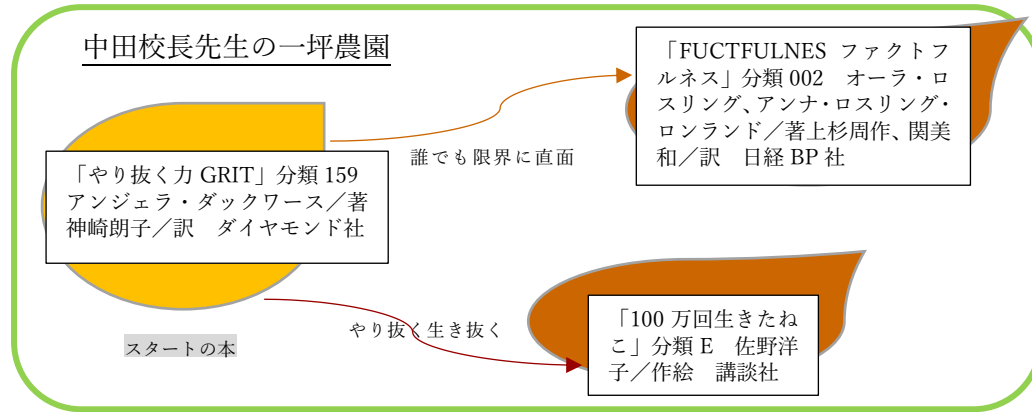 中田校長先生の一坪農園
「FUCTFULNES ファクトフ
ルネス」分類 002　オーラ・ロ
スリング、アンナ・ロスリング・
ロンランド／著上杉周作、関美
和／訳　日経 BP 社
誰でも限界に直面
「やり抜く力 GRIT」分類 159
アンジェラ・ダックワース／著
神崎朗子／訳　ダイヤモンド社
やり抜く生き抜く
スタートの本
「100 万回生きたね
こ」分類 E　佐野洋
子／作絵　講談社